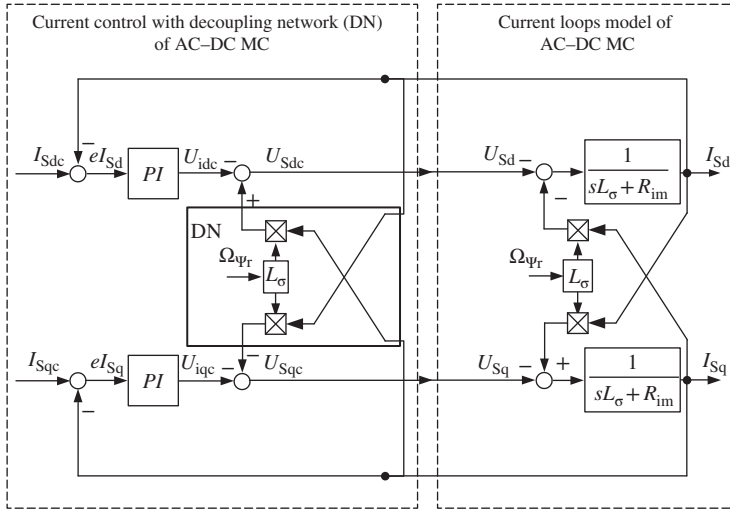 Current control with decoupling network (DN)
of AC–DC MC
Current loops model of
AC–DC MC
I_Sdc
−
eI_Sd
PI
U_idc
−
U_Sdc
+
U_Sd
−
−
1
sL_σ + R_im
I_Sd
DN
Ω_Ψr
L_σ
Ω_Ψr
L_σ
I_Sqc
−
eI_Sq
PI
U_iqc
−
−
U_Sqc
U_Sq
−
+
1
sL_σ + R_im
I_Sq